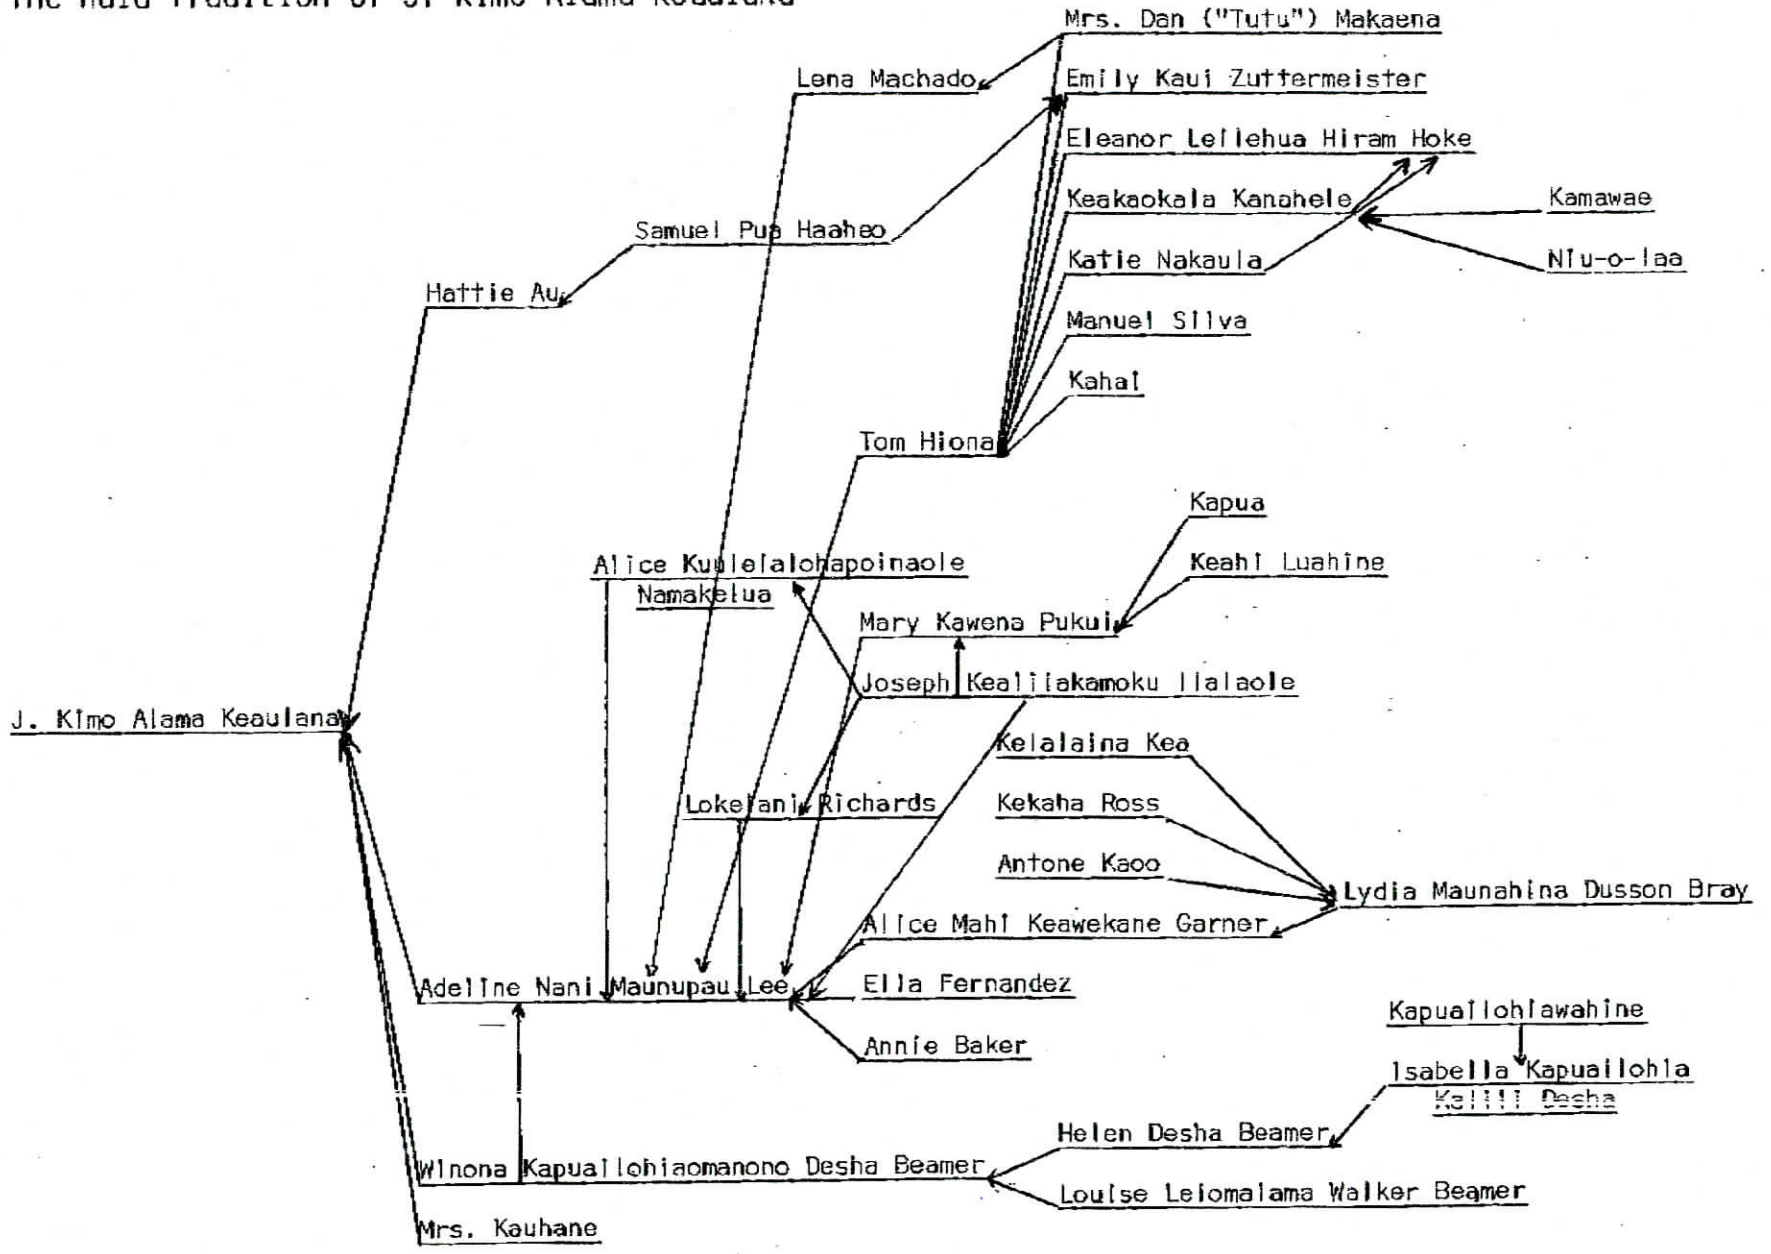 The Hula Tradition of J. Kimo Alama Keaulana
Mrs. Dan ("Tutu") Makaena
Lena Machado
Emily Kaui Zuttermeister
Eleanor Leilehua Hiram Hoke
Keakaokala Kanahele
Kamawae
Samuel Pua Haaheo
Katie Nakaula
Niu-o-laa
Hattie Au
Manuel Silva
Kahai
Tom Hiona
Kapua
Alice Kuuleialohapoinaole
Namakelua
Keahi Luahine
Mary Kawena Pukui
Joseph Kealiiakamoku Ilalaole
J. Kimo Alama Keaulana
Kelalaina Kea
Lokelani Richards
Kekaha Ross
Antone Kaoo
Lydia Maunahina Dusson Bray
Alice Mahi Keawekane Garner
Adeline Nani Maunupau Lee
Ella Fernandez
Kapuailohiawahine
Annie Baker
Isabella Kapuailohia
Kaliii Desha
Helen Desha Beamer
Winona Kapuailohiaomanono Desha Beamer
Louise Leiomalama Walker Beamer
Mrs. Kauhane